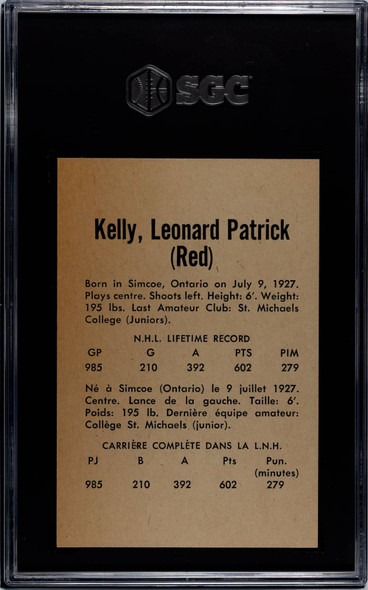 SGC
Kelly, Leonard Patrick
(Red)
Born in Simcoe, Ontario on July 9, 1927.
Plays centre. Shoots left. Height: 6′. Weight:
195 lbs. Last Amateur Club: St. Michaels
College (Juniors).
N.H.L. LIFETIME RECORD
GP G A PTS PIM
985 210 392 602 279
Né à Simcoe (Ontario) le 9 juillet 1927.
Centre. Lance de la gauche. Taille: 6′.
Poids: 195 lb. Dernière équipe amateur:
Collège St. Michaels (junior).
CARRIÈRE COMPLÈTE DANS LA L.N.H.
PJ B A Pts Pun.
(minutes)
985 210 392 602 279